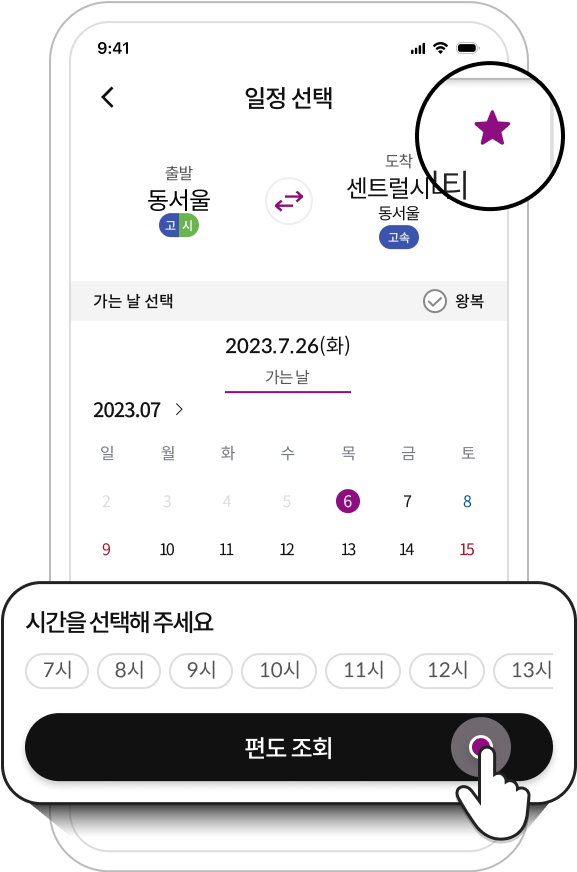 9:41
일정 선택
출발
동서울
고 시
도착
센트럴시티
동서울
고속
가는 날 선택
왕복
2023.7.26(화)
가는날
2023.07
일 월 화 수 목 금 토
2 3 4 5 6 7 8
9 10 11 12 13 14 15
시간을 선택해 주세요
7시 8시 9시 10시 11시 12시 13시
편도 조회